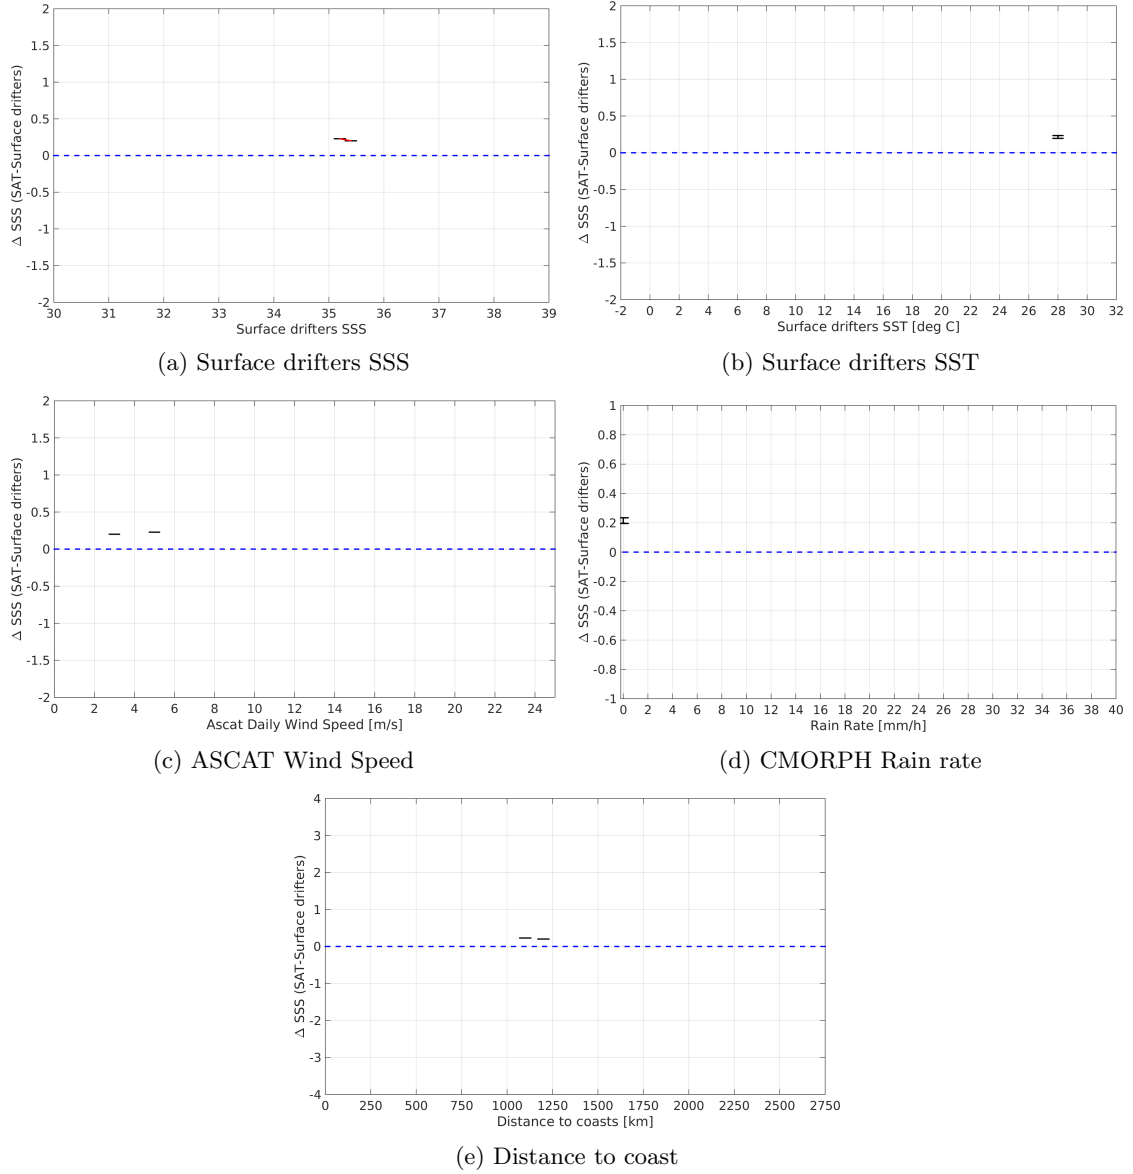 2
1.5
1
0.5
0
-0.5
-1
-1.5
-2
30 31 32 33 34 35 36 37 38 39
Δ SSS (SAT-Surface drifters)
Surface drifters SSS
(a) Surface drifters SSS
2
1.5
1
0.5
0
-0.5
-1
-1.5
-2
-2 0 2 4 6 8 10 12 14 16 18 20 22 24 26 28 30 32
Δ SSS (SAT-Surface drifters)
Surface drifters SST [deg C]
(b) Surface drifters SST
2
1.5
1
0.5
0
-0.5
-1
-1.5
-2
0 2 4 6 8 10 12 14 16 18 20 22 24
Δ SSS (SAT-Surface drifters)
Ascat Daily Wind Speed [m/s]
(c) ASCAT Wind Speed
1
0.8
0.6
0.4
0.2
0
-0.2
-0.4
-0.6
-0.8
-1
0 2 4 6 8 10 12 14 16 18 20 22 24 26 28 30 32 34 36 38 40
Δ SSS (SAT-Surface drifters)
Rain Rate [mm/h]
(d) CMORPH Rain rate
4
3
2
1
0
-1
-2
-3
-4
0 250 500 750 1000 1250 1500 1750 2000 2250 2500 2750
Δ SSS (SAT-Surface drifters)
Distance to coasts [km]
(e) Distance to coast